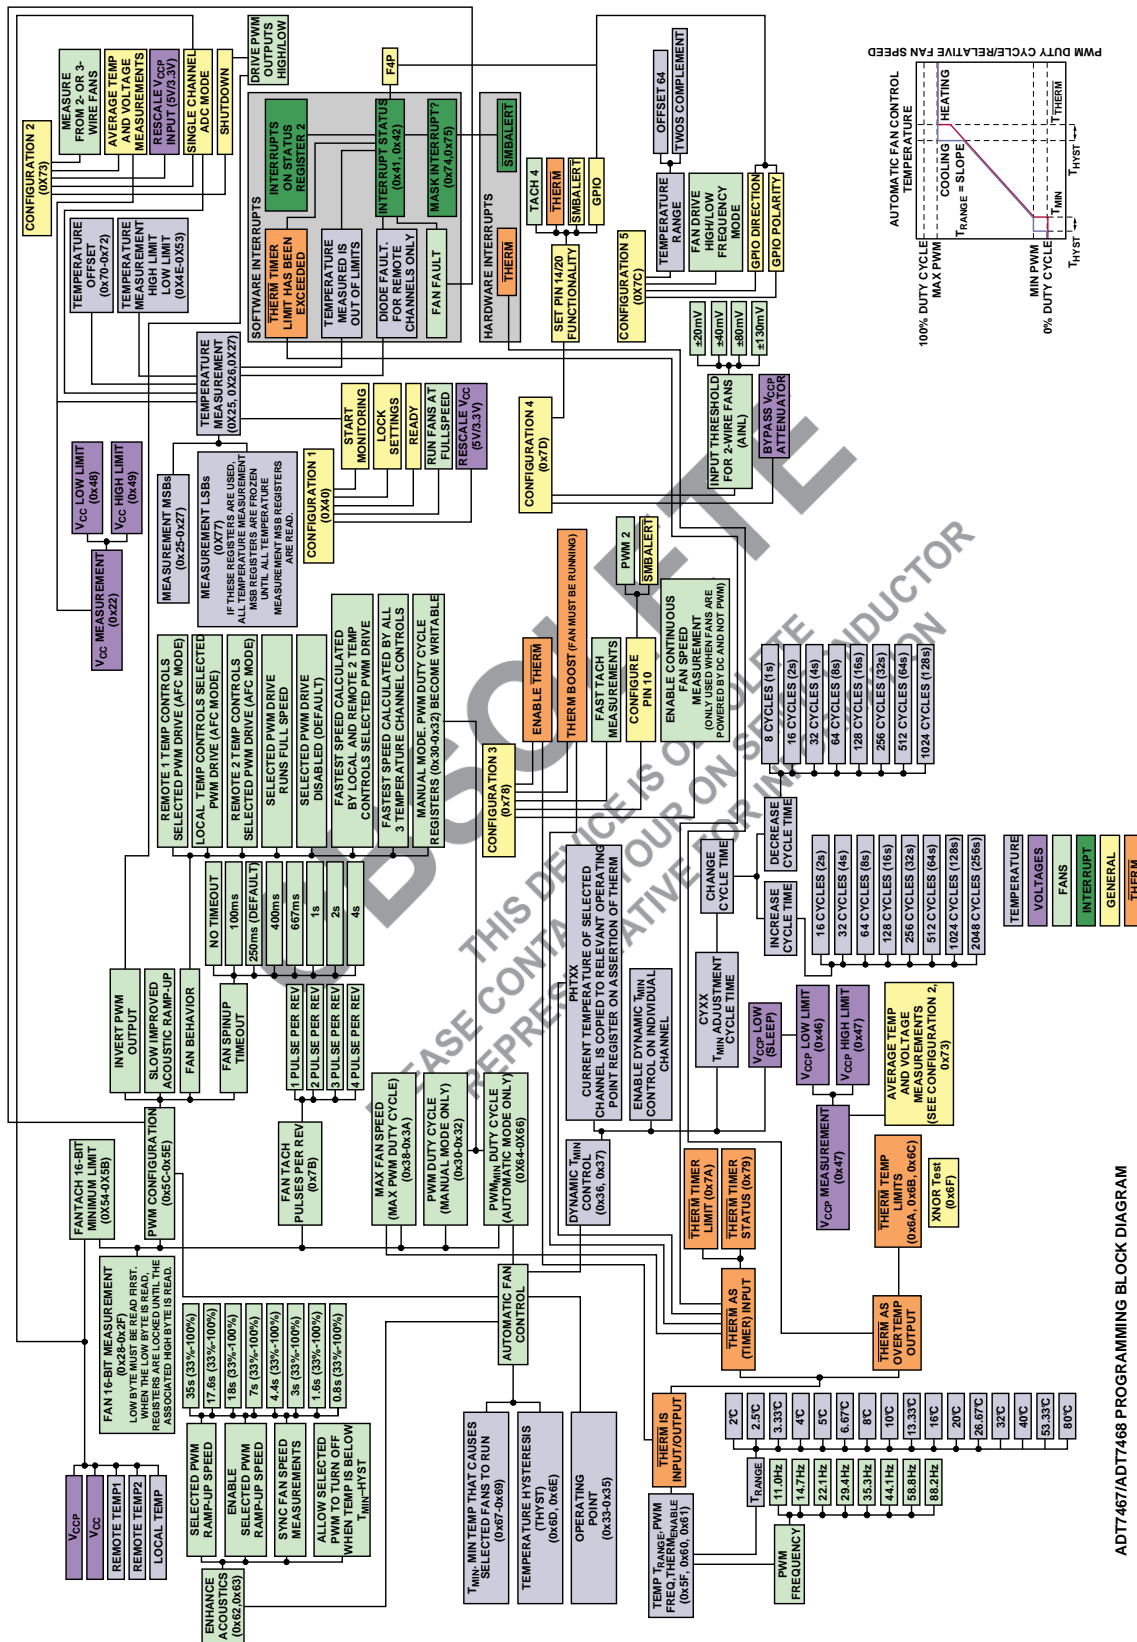 CONFIGURATION 2
(0X73)
MEASURE
FROM 2- OR 3-
WIRE FANS
AVERAGE TEMP
AND VOLTAGE
MEASUREMENTS
RESCALE VCCP
INPUT (5V/3.3V)
SINGLE CHANNEL
ADC MODE
SHUTDOWN
DRIVE PWM
OUTPUTS
HIGH/LOW
TEMPERATURE
OFFSET
(0x70-0x72)
TEMPERATURE
MEASUREMENT
HIGH LIMIT
LOW LIMIT
(0X4E-0X53)
SOFTWARE INTERRUPTS
THERM TIMER
LIMIT HAS BEEN
EXCEEDED
INTERRUPTS
ON STATUS
REGISTER 2
TEMPERATURE
MEASURED IS
OUT OF LIMITS
INTERRUPT STATUS
(0x41, 0x42)
DIODE FAULT.
FOR REMOTE
CHANNELS ONLY
F4P
MASK INTERRUPT?
(0x74,0x75)
FAN FAULT
HARDWARE INTERRUPTS
SMBALERT
THERM
TACH 4
THERM
SMBALERT
GPIO
SET PIN 14/20
FUNCTIONALITY
CONFIGURATION 5
(0X7C)
OFFSET 64
TWOS COMPLEMENT
TEMPERATURE
RANGE
FAN DRIVE
HIGH/LOW
FREQUENCY
MODE
GPIO DIRECTION
GPIO POLARITY
AUTOMATIC FAN CONTROL
TEMPERATURE
PWM DUTY CYCLE/RELATIVE FAN SPEED
100% DUTY CYCLE
MAX PWM
HEATING
COOLING
TRANGE = SLOPE
MIN PWM
0% DUTY CYCLE
THYST
TMIN
THYST
TTHERM
VCC MEASUREMENT
(0x22)
VCC LOW LIMIT
(0x48)
VCC HIGH LIMIT
(0x49)
TEMPERATURE
MEASUREMENT
(0X25, 0X26,0X27)
MEASUREMENT MSBs
(0x25-0x27)
MEASUREMENT LSBs
(0X77)
IF THESE REGISTERS ARE USED,
ALL TEMPERATURE MEASUREMENT
MSB REGISTERS ARE FROZEN
UNTIL ALL TEMPERATURE
MEASUREMENT MSB REGISTERS
ARE READ.
CONFIGURATION 1
(0X40)
START
MONITORING
LOCK
SETTINGS
READY
RUN FANS AT
FULLSPEED
RESCALE VCC
(5V/3.3V)
CONFIGURATION 4
(0x7D)
±20mV
±40mV
±80mV
±130mV
INPUT THRESHOLD
FOR 2-WIRE FANS
(AINL)
BYPASS VCCP
ATTENUATOR
REMOTE 1 TEMP CONTROLS
SELECTED PWM DRIVE (AFC MODE)
LOCAL TEMP CONTROLS SELECTED
PWM DRIVE (AFC MODE)
REMOTE 2 TEMP CONTROLS
SELECTED PWM DRIVE (AFC MODE)
SELECTED PWM DRIVE
RUNS FULL SPEED
SELECTED PWM DRIVE
DISABLED (DEFAULT)
FASTEST SPEED CALCULATED
BY LOCAL AND REMOTE 2 TEMP
CONTROLS SELECTED PWM DRIVE
FASTEST SPEED CALCULATED BY ALL
3 TEMPERATURE CHANNEL CONTROLS
MANUAL MODE. PWM DUTY CYCLE
REGISTERS (0x30-0x32) BECOME WRITABLE
CONFIGURATION 3
(0x78)
ENABLE THERM
THERM BOOST (FAN MUST BE RUNNING)
FAST TACH
MEASUREMENTS
PWM 2
SMBALERT
CONFIGURE
PIN 10
ENABLE CONTINUOUS
FAN SPEED
MEASUREMENT
(ONLY USED WHEN FANS ARE
POWERED BY DC AND NOT PWM)
INVERT PWM
OUTPUT
SLOW IMPROVED
ACOUSTIC RAMP-UP
FAN BEHAVIOR
FAN SPINUP
TIMEOUT
NO TIMEOUT
100ms
250ms (DEFAULT)
400ms
667ms
1s
2s
4s
1 PULSE PER REV
2 PULSE PER REV
3 PULSE PER REV
4 PULSE PER REV
FANTACH 16-BIT
MINIMUM LIMIT
(0X54-0X5B)
PWM CONFIGURATION
(0x5C-0x5E)
FAN TACH
PULSES PER REV
(0x7B)
MAX FAN SPEED
(MAX PWM DUTY CYCLE)
(0x38-0x3A)
PWM DUTY CYCLE
(MANUAL MODE ONLY)
(0x30-0x32)
PWMMIN DUTY CYCLE
(AUTOMATIC MODE ONLY)
(0X64-0X66)
PHTXX
CURRENT TEMPERATURE OF SELECTED
CHANNEL IS COPIED TO RELEVANT OPERATING
POINT REGISTER ON ASSERTION OF THERM
ENABLE DYNAMIC TMIN
CONTROL ON INDIVIDUAL
CHANNEL
CYXX
TMIN ADJUSTMENT
CYCLE TIME
CHANGE
CYCLE TIME
DECREASE
CYCLE TIME
INCREASE
CYCLE TIME
8 CYCLES (1s)
16 CYCLES (2s)
32 CYCLES (4s)
64 CYCLES (8s)
128 CYCLES (16s)
256 CYCLES (32s)
512 CYCLES (64s)
1024 CYCLES (128s)
16 CYCLES (2s)
32 CYCLES (4s)
64 CYCLES (8s)
128 CYCLES (16s)
256 CYCLES (32s)
512 CYCLES (64s)
1024 CYCLES (128s)
2048 CYCLES (256s)
TEMPERATURE
VOLTAGES
FANS
INTERRUPT
GENERAL
THERM
DYNAMIC TMIN
CONTROL
(0x36, 0x37)
VCCP LOW
(SLEEP)
VCCP LOW LIMIT
(0x46)
VCCP HIGH LIMIT
(0x47)
VCCP MEASUREMENT
(0x47)
AVERAGE TEMP
AND VOLTAGE
MEASUREMENTS
(SEE CONFIGURATION 2,
0x73)
THERM TIMER
LIMIT (0x7A)
THERM TIMER
STATUS (0x79)
THERM TEMP
LIMITS
(0x6A, 0x6B, 0x6C)
XNOR Test
(0x6F)
FAN 16-BIT MEASUREMENT
(0x28-0x2F)
LOW BYTE MUST BE READ FIRST.
WHEN THE LOW BYTE IS READ,
REGISTERS ARE LOCKED UNTIL THE
ASSOCIATED HIGH BYTE IS READ.
35s (33%-100%)
17.6s (33%-100%)
18s (33%-100%)
7s (33%-100%)
4.4s (33%-100%)
3s (33%-100%)
1.6s (33%-100%)
0.8s (33%-100%)
AUTOMATIC FAN
CONTROL
THERM AS
(TIMER) INPUT
THERM AS
OVERTEMP
OUTPUT
VCCP
VCC
REMOTE TEMP1
REMOTE TEMP2
LOCAL TEMP
SELECTED PWM
RAMP-UP SPEED
ENABLE
SELECTED PWM
RAMP-UP SPEED
SYNC FAN SPEED
MEASUREMENTS
ALLOW SELECTED
PWM TO TURN OFF
WHEN TEMP IS BELOW
TMIN–HYST
ENHANCE
ACOUSTICS
(0x62,0x63)
TMIN. MIN TEMP THAT CAUSES
SELECTED FANS TO RUN
(0x67-0x69)
TEMPERATURE HYSTERESIS
(THYST)
(0x6D, 0x6E)
OPERATING
POINT
(0x33-0x35)
THERM IS
INPUT/OUTPUT
TEMP TRANGE,PWM
FREQ,THERM ENABLE
(0x5F, 0x60, 0x61)
TRANGE
2°C
2.5°C
3.33°C
4°C
5°C
6.67°C
8°C
10°C
13.33°C
16°C
20°C
26.67°C
32°C
40°C
53.33°C
80°C
PWM
FREQUENCY
11.0Hz
14.7Hz
22.1Hz
29.4Hz
35.3Hz
44.1Hz
58.8Hz
88.2Hz
ADT7467/ADT7468 PROGRAMMING BLOCK DIAGRAM
OBSOLETE
THIS DEVICE IS OBSOLETE
PLEASE CONTACT YOUR ON SEMICONDUCTOR
REPRESENTATIVE FOR INFORMATION